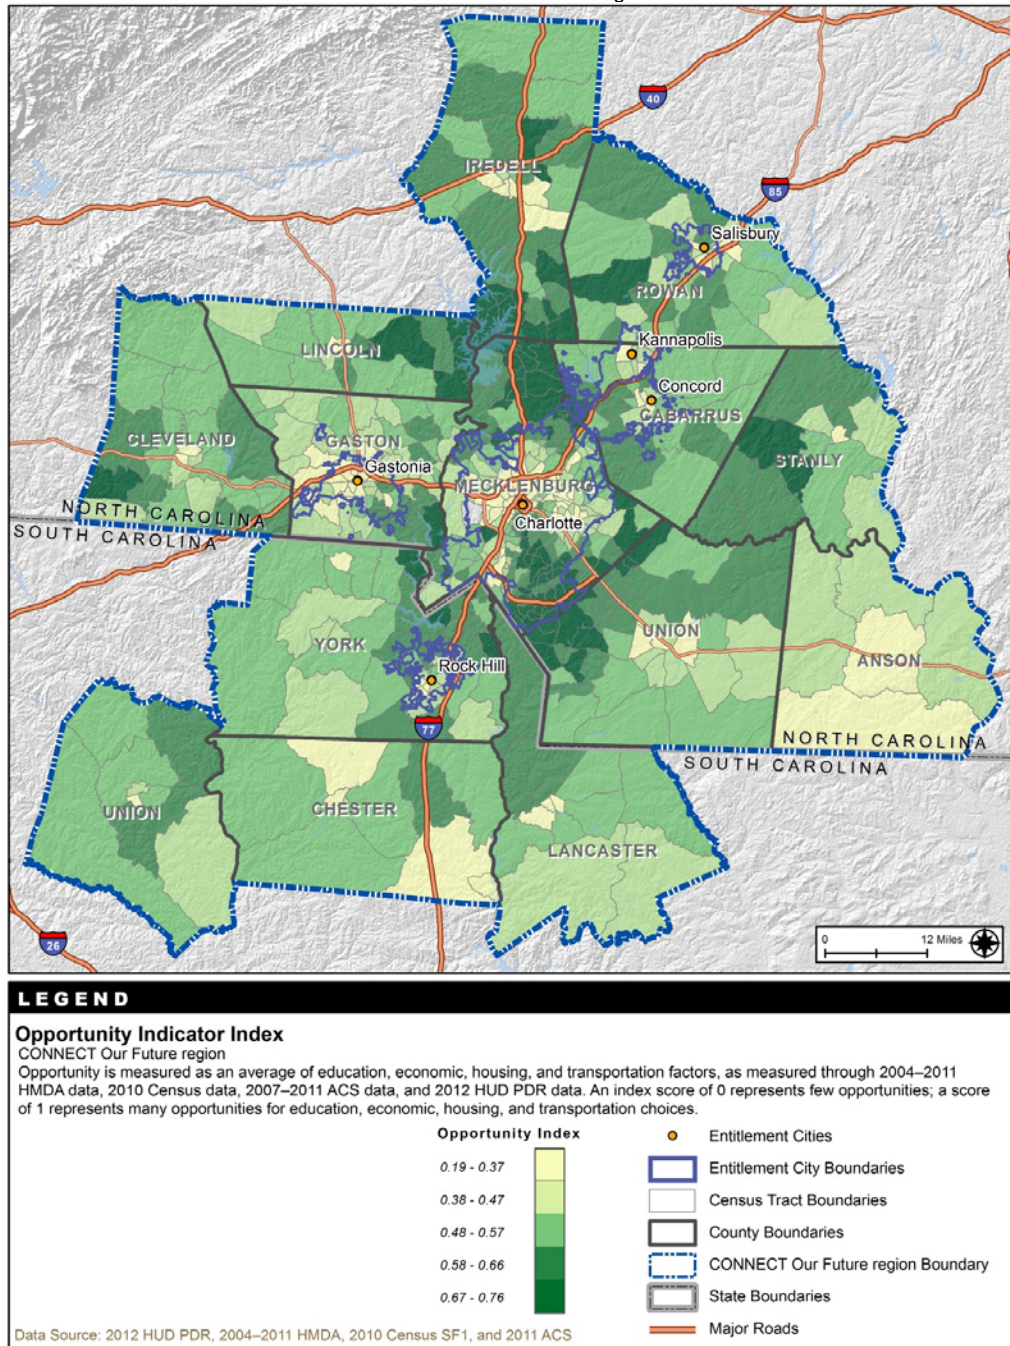 40
85
IREDELL
Salisbury
ROWAN
Kannapolis
LINCOLN
Concord
CABARRUS
CLEVELAND
GASTON
STANLY
Gastonia
MECKLENBURG
NORTH CAROLINA
SOUTH CAROLINA
Charlotte
YORK
UNION
Rock Hill
ANSON
77
NORTH CAROLINA
SOUTH CAROLINA
UNION
CHESTER
LANCASTER
26
0 12 Miles
LEGEND
Opportunity Indicator Index
CONNECT Our Future region
Opportunity is measured as an average of education, economic, housing, and transportation factors, as measured through 2004–2011
HMDA data, 2010 Census data, 2007–2011 ACS data, and 2012 HUD PDR data. An index score of 0 represents few opportunities; a score
of 1 represents many opportunities for education, economic, housing, and transportation choices.
Opportunity Index
0.19 - 0.37
0.38 - 0.47
0.48 - 0.57
0.58 - 0.66
0.67 - 0.76
Entitlement Cities
Entitlement City Boundaries
Census Tract Boundaries
County Boundaries
CONNECT Our Future region Boundary
State Boundaries
Major Roads
Data Source: 2012 HUD PDR, 2004–2011 HMDA, 2010 Census SF1, and 2011 ACS